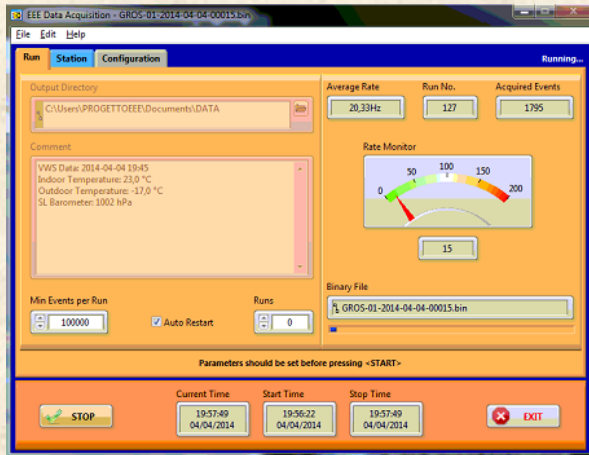 EEE Data Acquisition - GROS-01-2014-04-04-00015.bin
File Edit Help
Run Station Configuration Running...
Output Directory
C:\Users\PROGETTOEEE\Documents\DATA
Average Rate Run No. Acquired Events
20,33Hz 127 1795
Comment
VWS Data: 2014-04-04 19:45
Indoor Temperature: 23,0 °C
Outdoor Temperature: -17,0 °C
SL Barometer: 1002 hPa
Rate Monitor
0 50 100 150 200
15
Min Events per Run Runs
100000 Auto Restart 0
Binary File
GROS-01-2014-04-04-00015.bin
Parameters should be set before pressing <START>
Current Time Start Time Stop Time
STOP 19:57:49 19:56:22 19:57:49 EXIT
04/04/2014 04/04/2014 04/04/2014